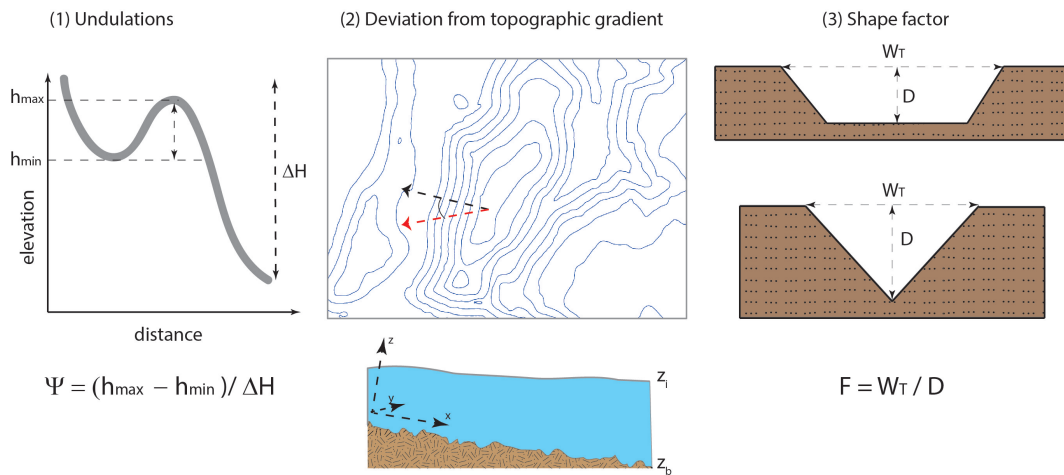 (1) Undulations
hmax
hmin
ΔH
elevation
distance
Ψ = (hmax – hmin)/ ΔH
(2) Deviation from topographic gradient
z
y
x
Zi
Zb
(3) Shape factor
WT
D
WT
D
F = WT / D